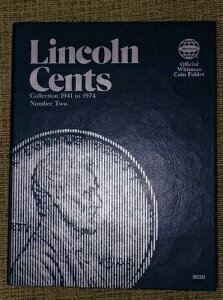 Lincoln
Cents
Collection 1941 to 1974
Number Two
Official
Whitman
Coin Folder
9030